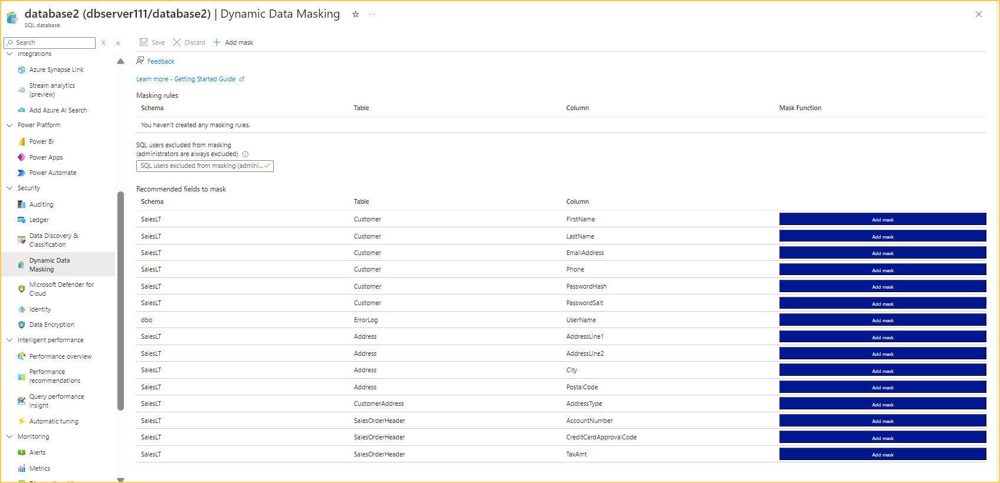 database2 (dbserver111/database2) | Dynamic Data Masking
SQL database
Search
Save
Discard
Add mask
Integrations
Azure Synapse Link
Stream analytics
(preview)
Add Azure AI Search
Power Platform
Power BI
Power Apps
Power Automate
Security
Auditing
Ledger
Data Discovery &
Classification
Dynamic Data
Masking
Microsoft Defender for
Cloud
Identity
Data Encryption
Intelligent performance
Performance overview
Performance
recommendations
Query performance
insight
Automatic tuning
Monitoring
Alerts
Metrics
Feedback
Learn more - Getting Started Guide
Masking rules
Schema Table Column Mask Function
You haven't created any masking rules.
SQL users excluded from masking
(administrators are always excluded)
SQL users excluded from masking (admini...
Recommended fields to mask
Schema Table Column
SalesLT Customer FirstName Add mask
SalesLT Customer LastName Add mask
SalesLT Customer EmailAddress Add mask
SalesLT Customer Phone Add mask
SalesLT Customer PasswordHash Add mask
SalesLT Customer PasswordSalt Add mask
dbo ErrorLog UserName Add mask
SalesLT Address AddressLine1 Add mask
SalesLT Address AddressLine2 Add mask
SalesLT Address City Add mask
SalesLT Address PostalCode Add mask
SalesLT CustomerAddress AddressType Add mask
SalesLT SalesOrderHeader AccountNumber Add mask
SalesLT SalesOrderHeader CreditCardApprovalCode Add mask
SalesLT SalesOrderHeader TaxAmt Add mask